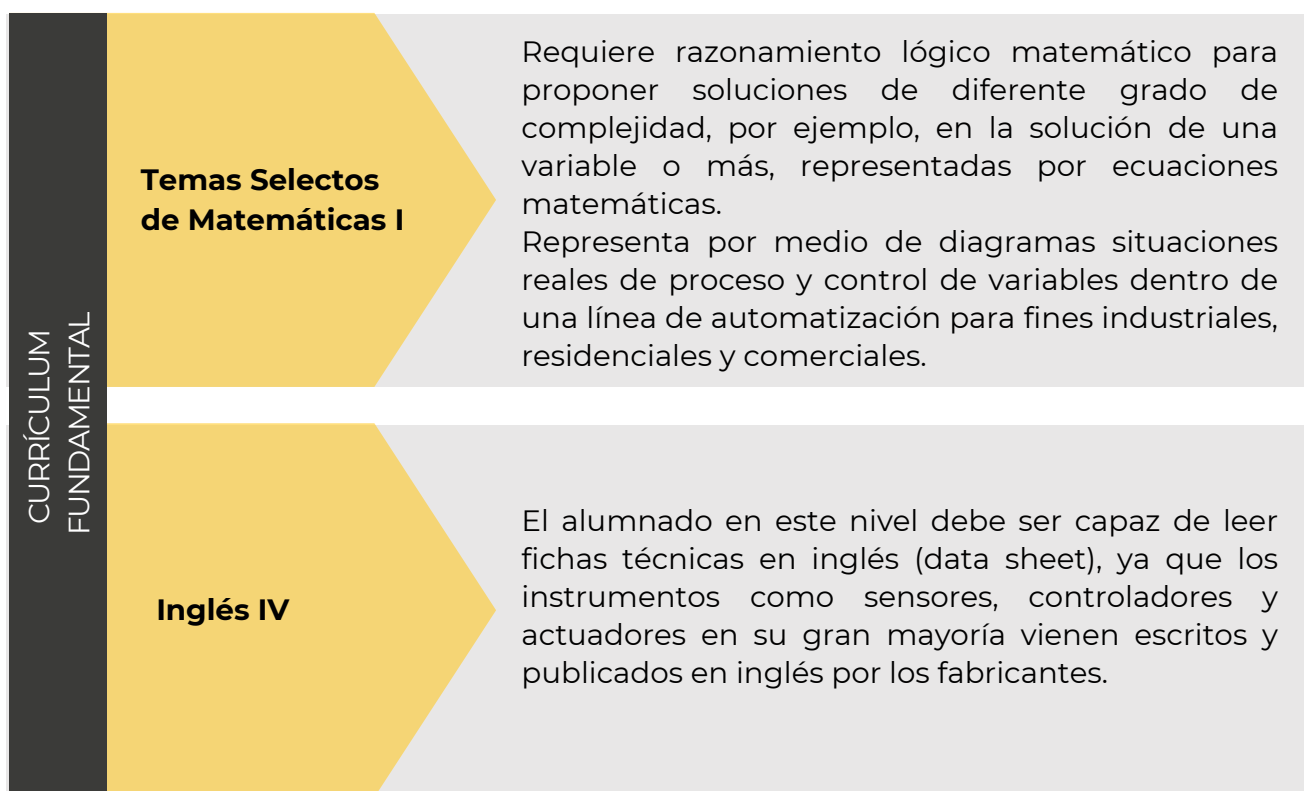 CURRÍCULUM
FUNDAMENTAL
Temas Selectos
de Matemáticas I
Requiere razonamiento lógico matemático para
proponer soluciones de diferente grado de
complejidad, por ejemplo, en la solución de una
variable o más, representadas por ecuaciones
matemáticas.
Representa por medio de diagramas situaciones
reales de proceso y control de variables dentro de
una línea de automatización para fines industriales,
residenciales y comerciales.
Inglés IV
El alumnado en este nivel debe ser capaz de leer
fichas técnicas en inglés (data sheet), ya que los
instrumentos como sensores, controladores y
actuadores en su gran mayoría vienen escritos y
publicados en inglés por los fabricantes.